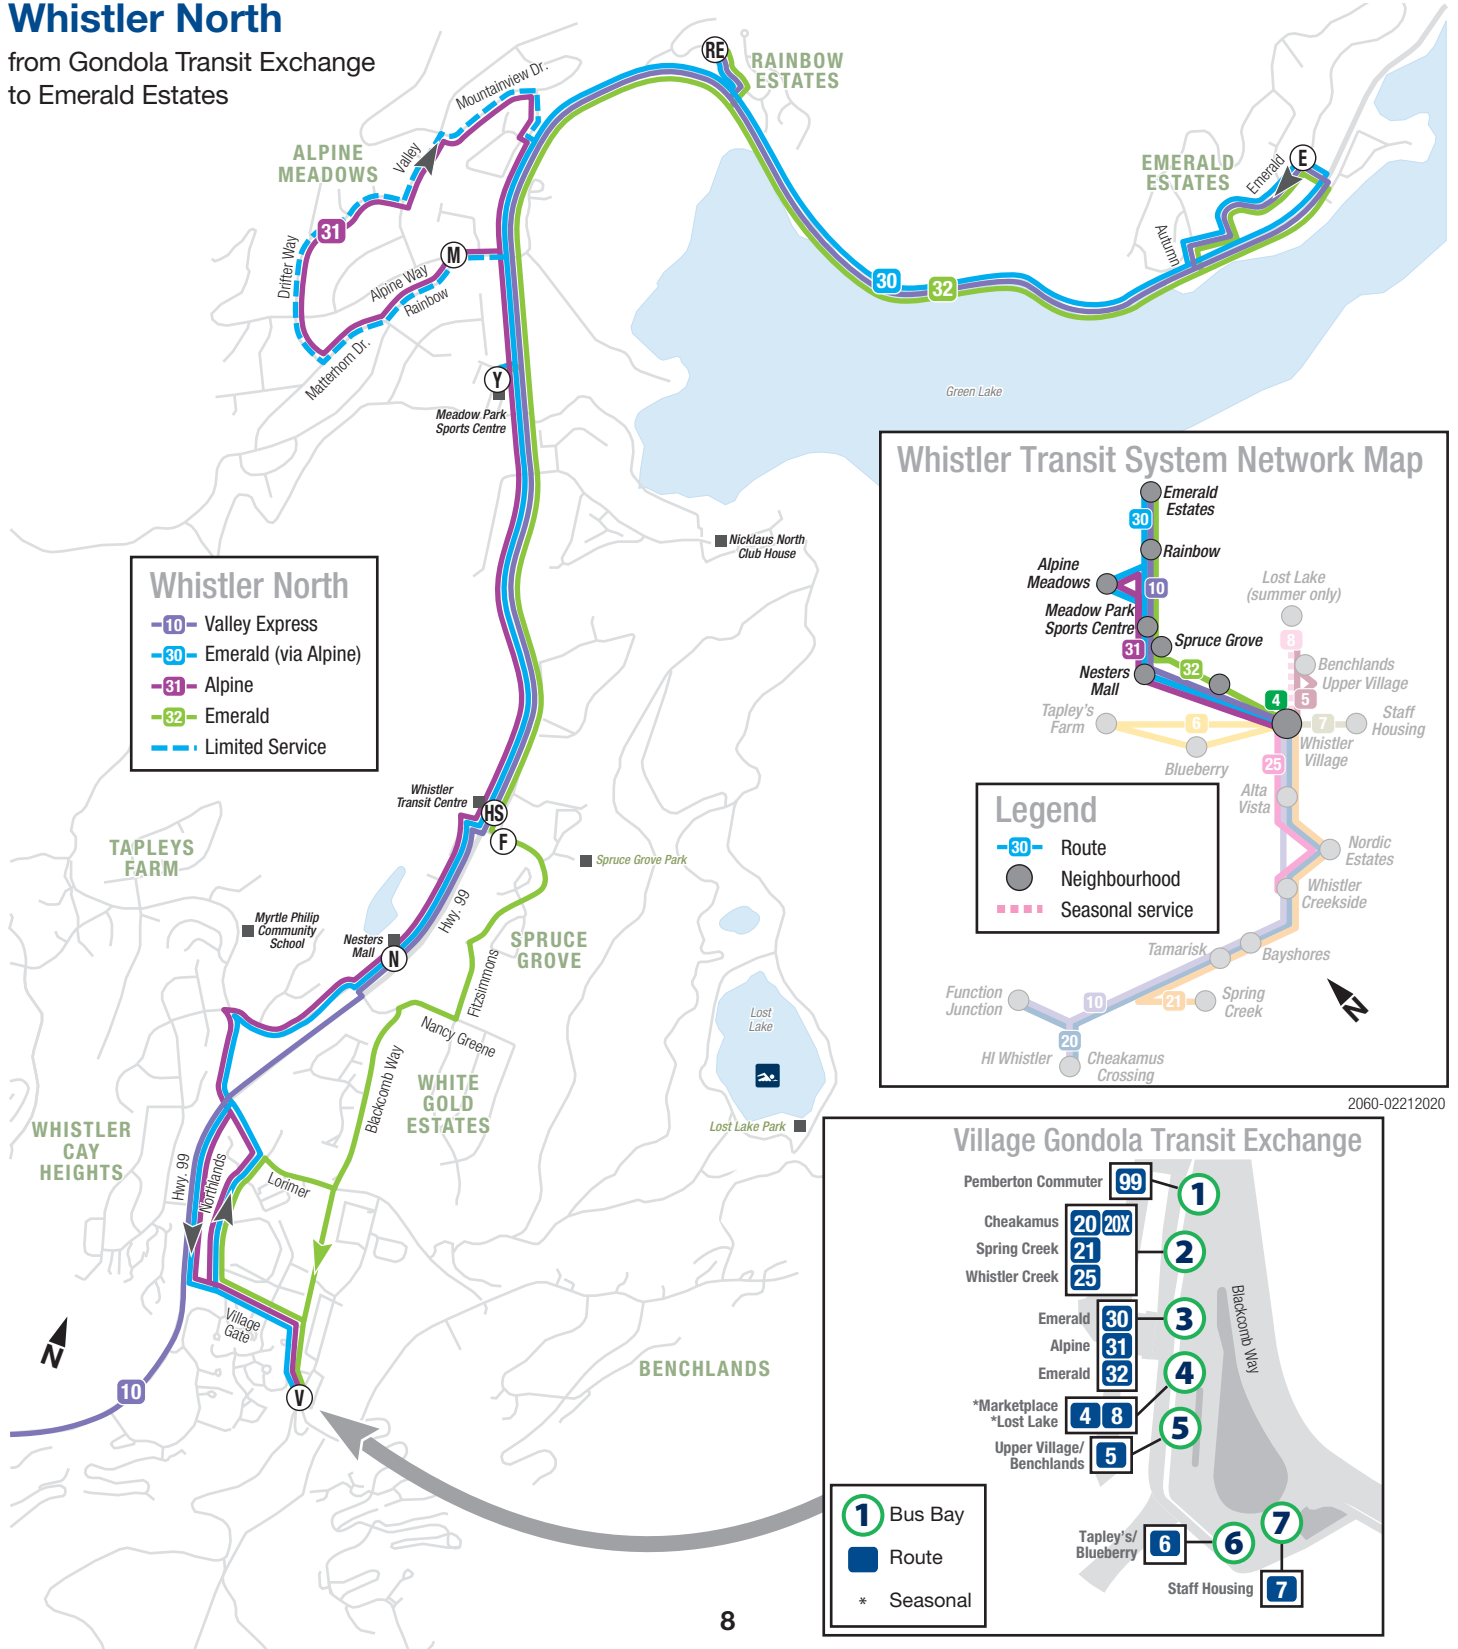 Whistler North
from Gondola Transit Exchange
to Emerald Estates
RE
RAINBOW
ESTATES
Mountainview Dr.
ALPINE
MEADOWS
Valley
31
Drifter Way
M
Alpine Way
Rainbow
Matterhorn Dr.
Y
Meadow Park
Sports Centre
EMERALD
ESTATES
E
Emerald
Autumn
30
32
Green Lake
Nicklaus North
Club House
Whistler North
10 Valley Express
30 Emerald (via Alpine)
31 Alpine
32 Emerald
Limited Service
Whistler
Transit Centre
HS
F
Spruce Grove Park
TAPLEYS
FARM
Myrtle Philip
Community
School
Nesters
Mall
N
Hwy. 99
SPRUCE
GROVE
Fitzsimmons
Nancy Greene
Blackcomb Way
WHITE
GOLD
ESTATES
Lost
Lake
Lost Lake Park
WHISTLER
CAY
HEIGHTS
Hwy. 99
Northlands
Lorimer
Village
Gate
N
10
V
BENCHLANDS
Whistler Transit System Network Map
Emerald
Estates
30
Rainbow
Alpine
Meadows
10
Meadow Park
Sports Centre
31
Spruce Grove
Nesters
Mall
32
Lost Lake
(summer only)
8
Benchlands
Upper Village
4
5
Tapley's
Farm
6
Blueberry
7
Staff
Housing
Whistler
Village
25
Alta
Vista
Nordic
Estates
Whistler
Creekside
Tamarisk
Bayshores
Function
Junction
10
21
Spring
Creek
20
HI Whistler
Cheakamus
Crossing
N
Legend
30 Route
Neighbourhood
Seasonal service
2060-02212020
Village Gondola Transit Exchange
Pemberton Commuter 99 1
Cheakamus 20 20X
Spring Creek 21 2
Whistler Creek 25
Emerald 30 3
Alpine 31
Emerald 32
4
*Marketplace
*Lost Lake
4 8
5
Upper Village/
Benchlands
5
Blackcomb Way
1 Bus Bay
Route
* Seasonal
Tapley's/
Blueberry
6 6
7
Staff Housing 7
8